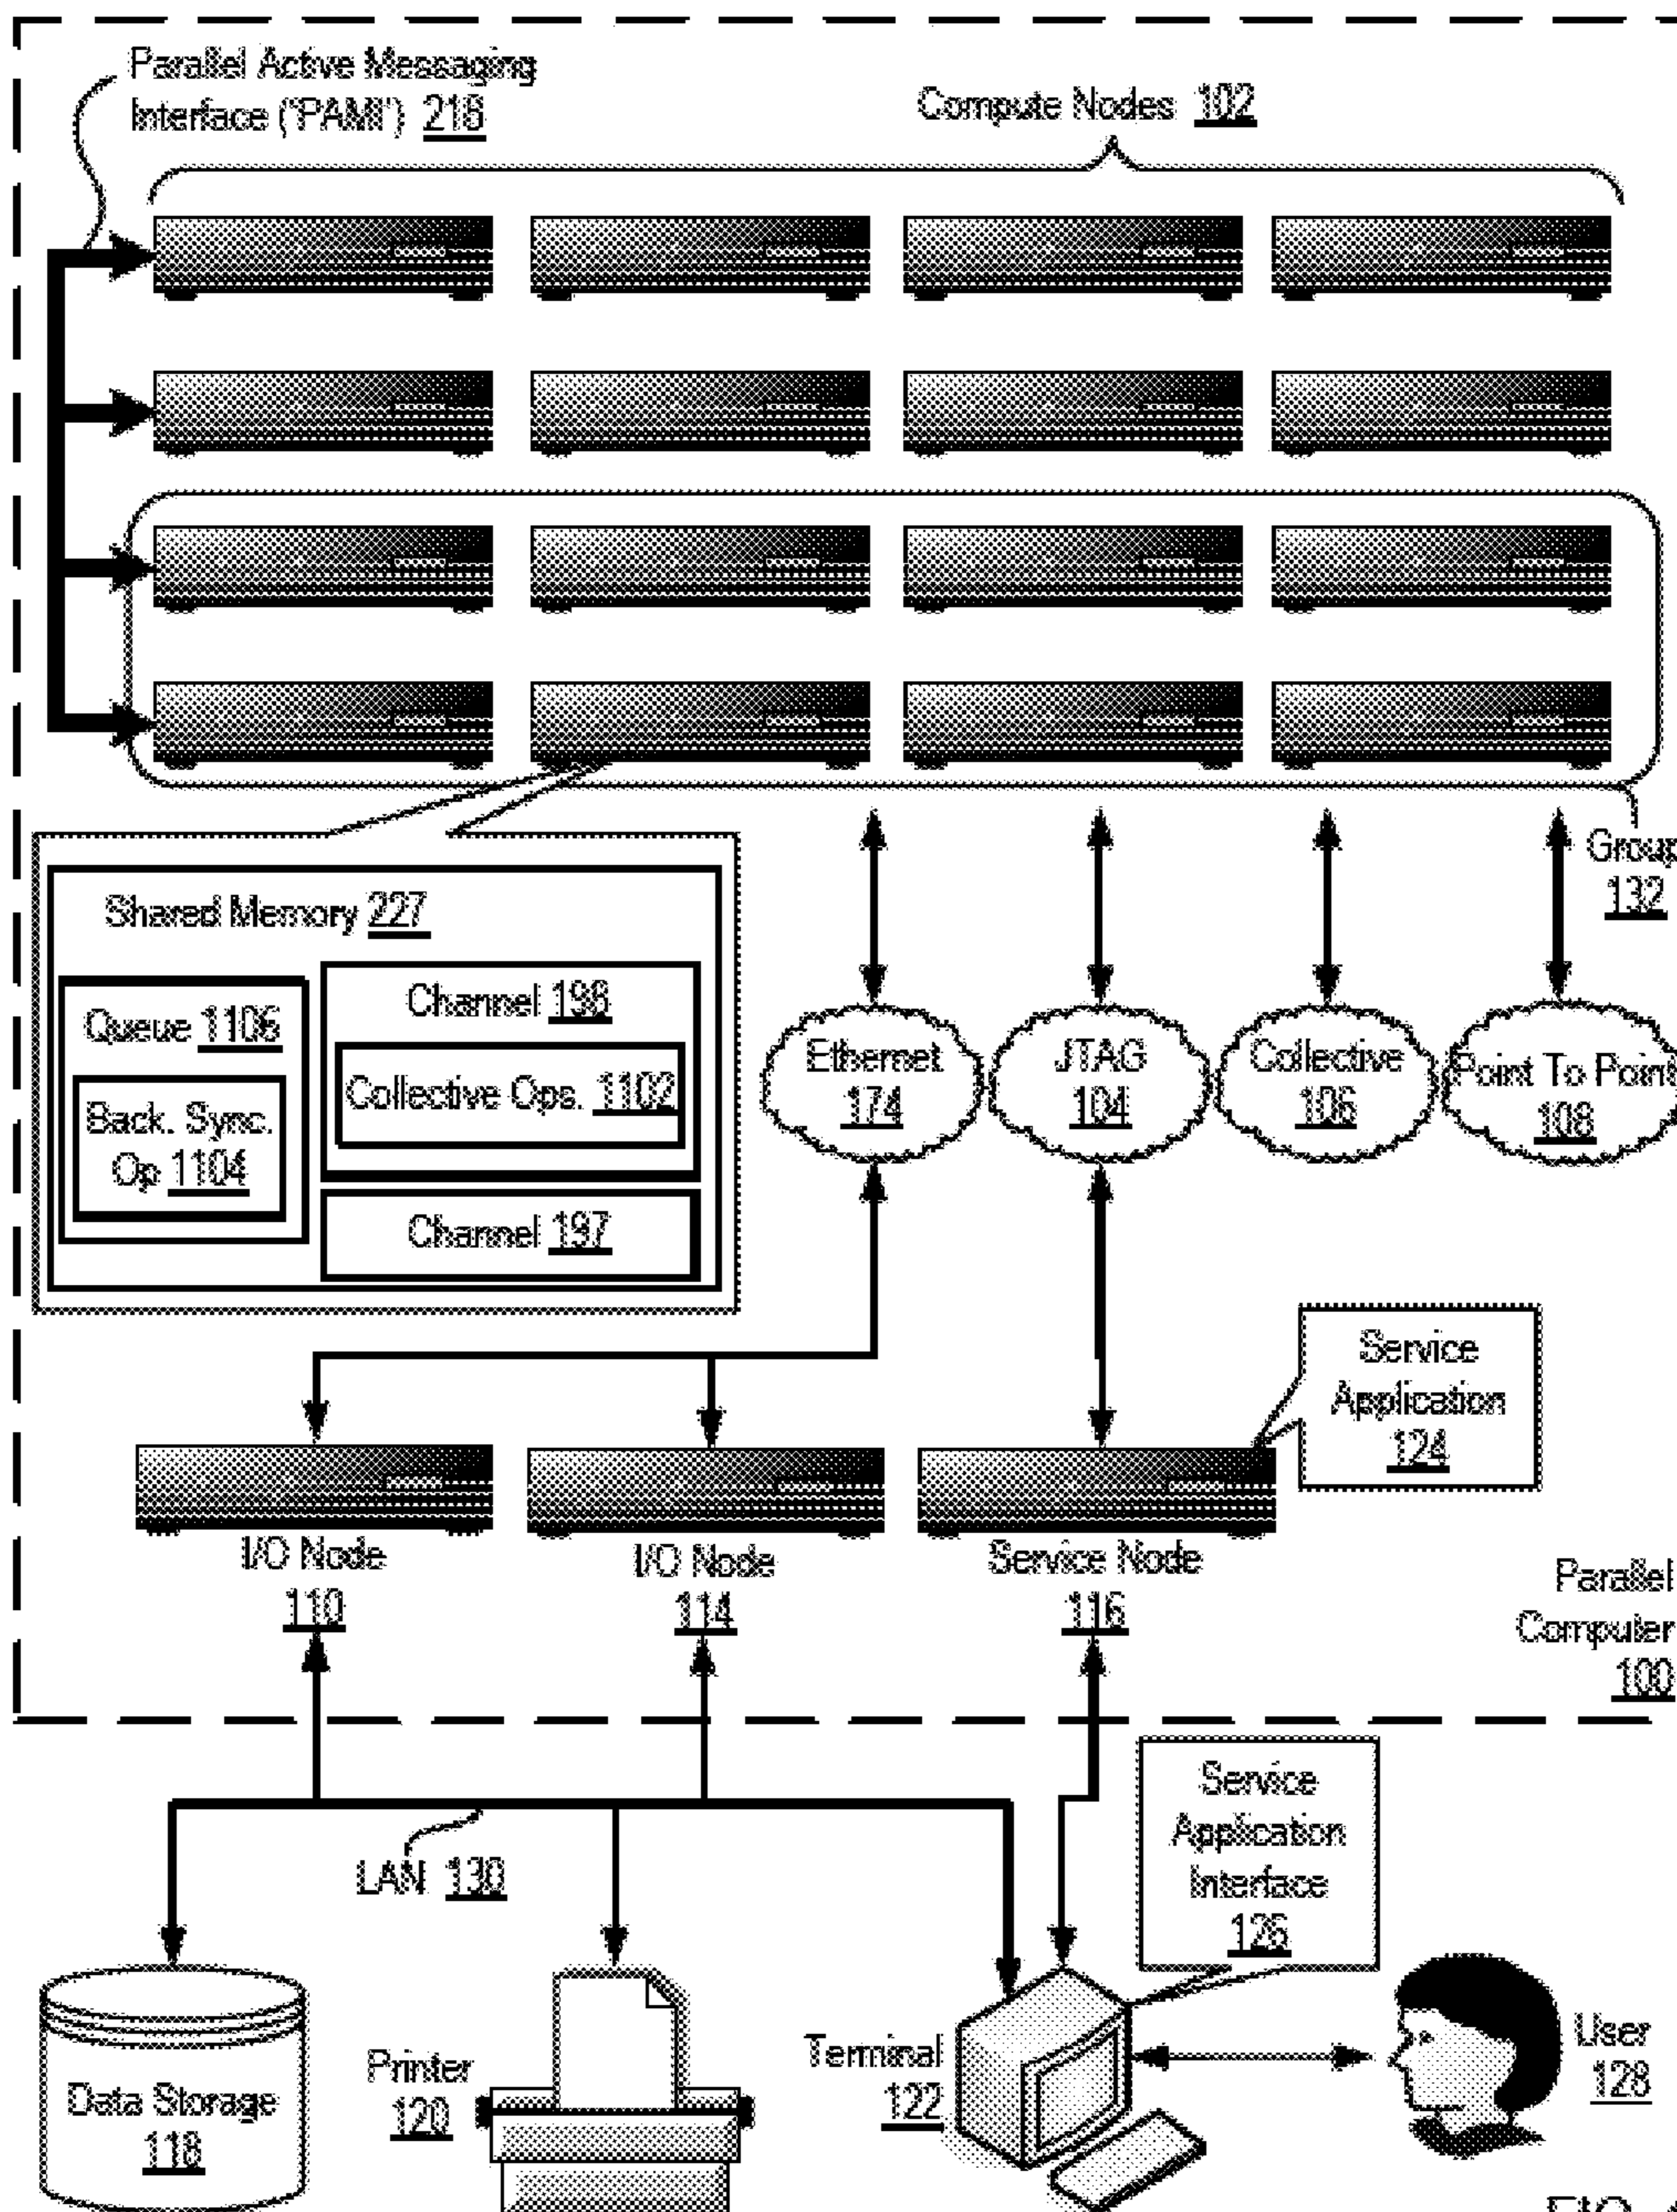 Parallel Active Messaging
Interface ("PAMI") 218
Compute Nodes 102
Group
132
Shared Memory 227
Queue 1106
Back. Sync.
Op 1104
Channel 196
Collective Ops. 1102
Channel 197
Ethernet
174
JTAG
104
Collective
106
Point To Point
108
Service
Application
124
I/O Node
110
I/O Node
114
Service Node
116
Parallel
Computer
100
LAN 130
Service
Application
Interface
126
Data Storage
118
Printer
120
Terminal
122
User
128